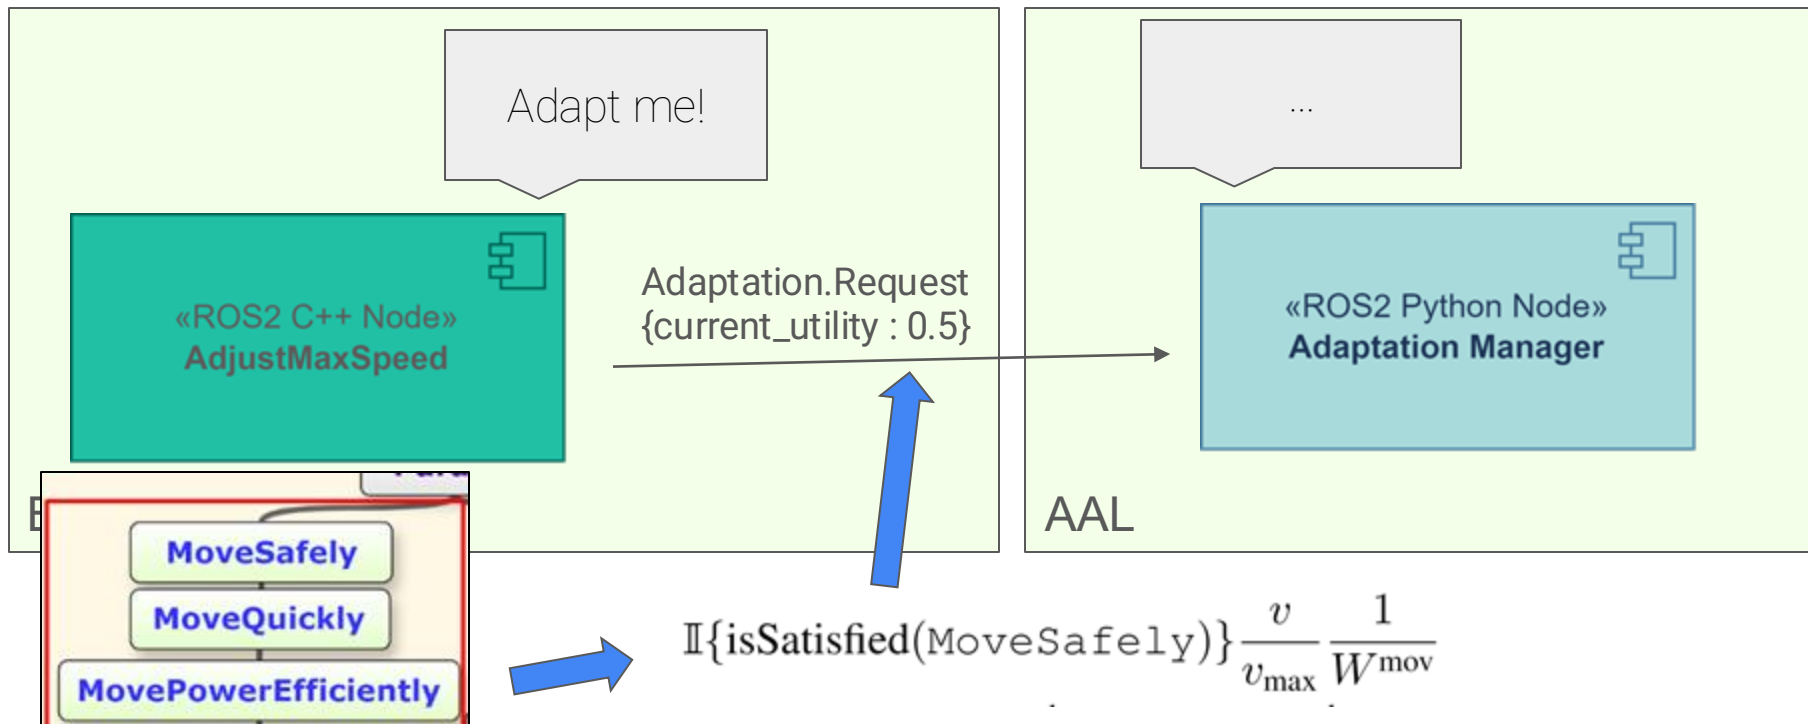 Adapt me!
...
«ROS2 C++ Node»
AdjustMaxSpeed
Adaptation.Request
{current_utility : 0.5}
«ROS2 Python Node»
Adaptation Manager
AAL
MoveSafely
MoveQuickly
MovePowerEfficiently
𝕀{isSatisfied(MoveSafely)} v/v_max 1/W^mov